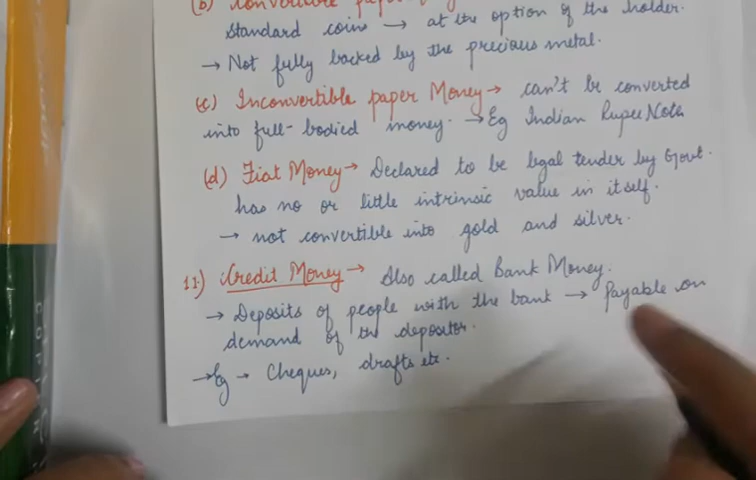 (b) Convertible paper
standard coins → at the option of the holder.
→ Not fully backed by the precious metal.
(c) Inconvertible paper Money → can't be converted
into full-bodied money. → Eg Indian Rupee Note
(d) Fiat Money → Declared to be legal tender by Govt.
has no or little intrinsic value in itself.
→ not convertible into gold and silver.
11) Credit Money → Also called Bank Money.
→ Deposits of people with the bank → Payable on
demand of the depositor.
→ Eg → Cheques, drafts etc.